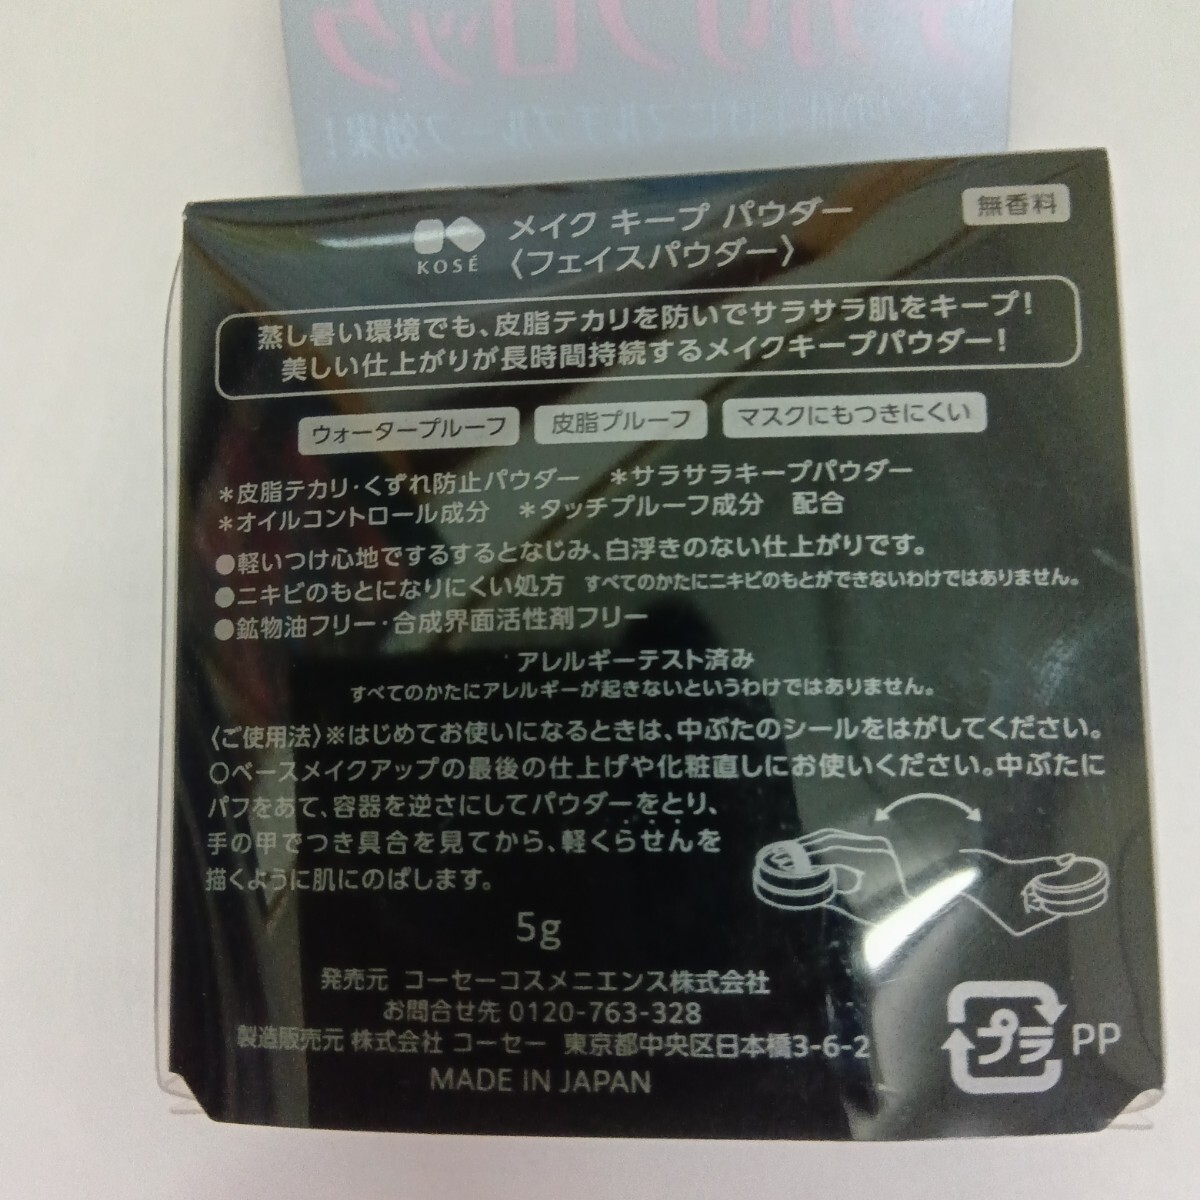 テカリブロック
プルーフ効果!
KOSÉ
メイク キープ パウダー
〈フェイスパウダー〉
無香料
蒸し暑い環境でも、皮脂テカリを防いでサラサラ肌をキープ!
美しい仕上がりが長時間持続するメイクキープパウダー!
ウォータープルーフ
皮脂プルーフ
マスクにもつきにくい
*皮脂テカリ・くずれ防止パウダー *サラサラキープパウダー
*オイルコントロール成分 *タッチプルーフ成分 配合
●軽いつけ心地でするするとなじみ、白浮きのない仕上がりです。
●ニキビのもとになりにくい処方 すべてのかたにニキビのもとができないわけではありません。
●鉱物油フリー・合成界面活性剤フリー
アレルギーテスト済み
すべてのかたにアレルギーが起きないというわけではありません。
〈ご使用法〉※はじめてお使いになるときは、中ぶたのシールをはがしてください。
○ベースメイクアップの最後の仕上げや化粧直しにお使いください。中ぶたに
パフをあて、容器を逆さにしてパウダーをとり、
手の甲でつき具合を見てから、軽くらせんを
描くように肌にのばします。
5g
発売元 コーセーコスメニエンス株式会社
お問合せ先 0120-763-328
製造販売元 株式会社 コーセー 東京都中央区日本橋3-6-2
MADE IN JAPAN
プラ PP